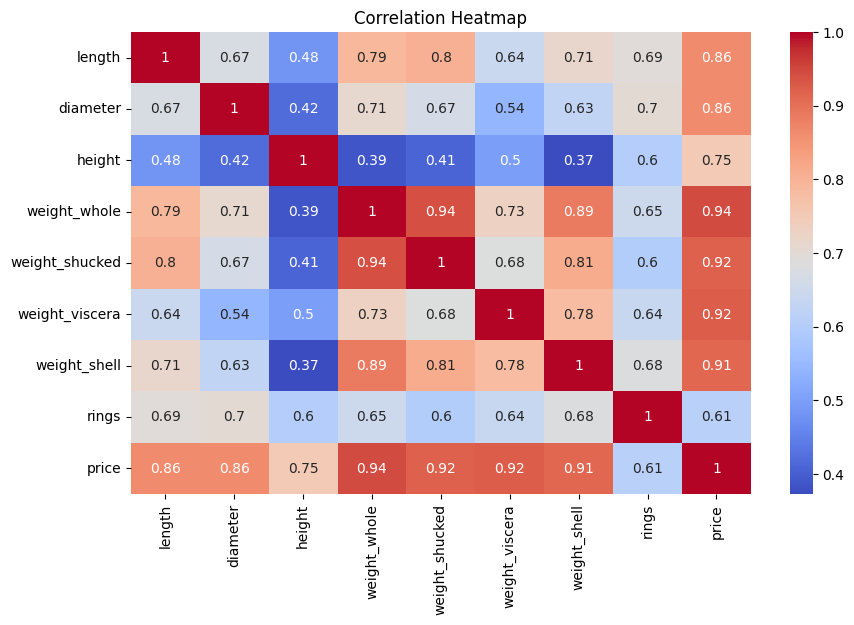 Correlation Heatmap
length 1 0.67 0.48 0.79 0.8 0.64 0.71 0.69 0.86
diameter 0.67 1 0.42 0.71 0.67 0.54 0.63 0.7 0.86
height 0.48 0.42 1 0.39 0.41 0.5 0.37 0.6 0.75
weight_whole 0.79 0.71 0.39 1 0.94 0.73 0.89 0.65 0.94
weight_shucked 0.8 0.67 0.41 0.94 1 0.68 0.81 0.6 0.92
weight_viscera 0.64 0.54 0.5 0.73 0.68 1 0.78 0.64 0.92
weight_shell 0.71 0.63 0.37 0.89 0.81 0.78 1 0.68 0.91
rings 0.69 0.7 0.6 0.65 0.6 0.64 0.68 1 0.61
price 0.86 0.86 0.75 0.94 0.92 0.92 0.91 0.61 1
length
diameter
height
weight_whole
weight_shucked
weight_viscera
weight_shell
rings
price
1.0
0.9
0.8
0.7
0.6
0.5
0.4